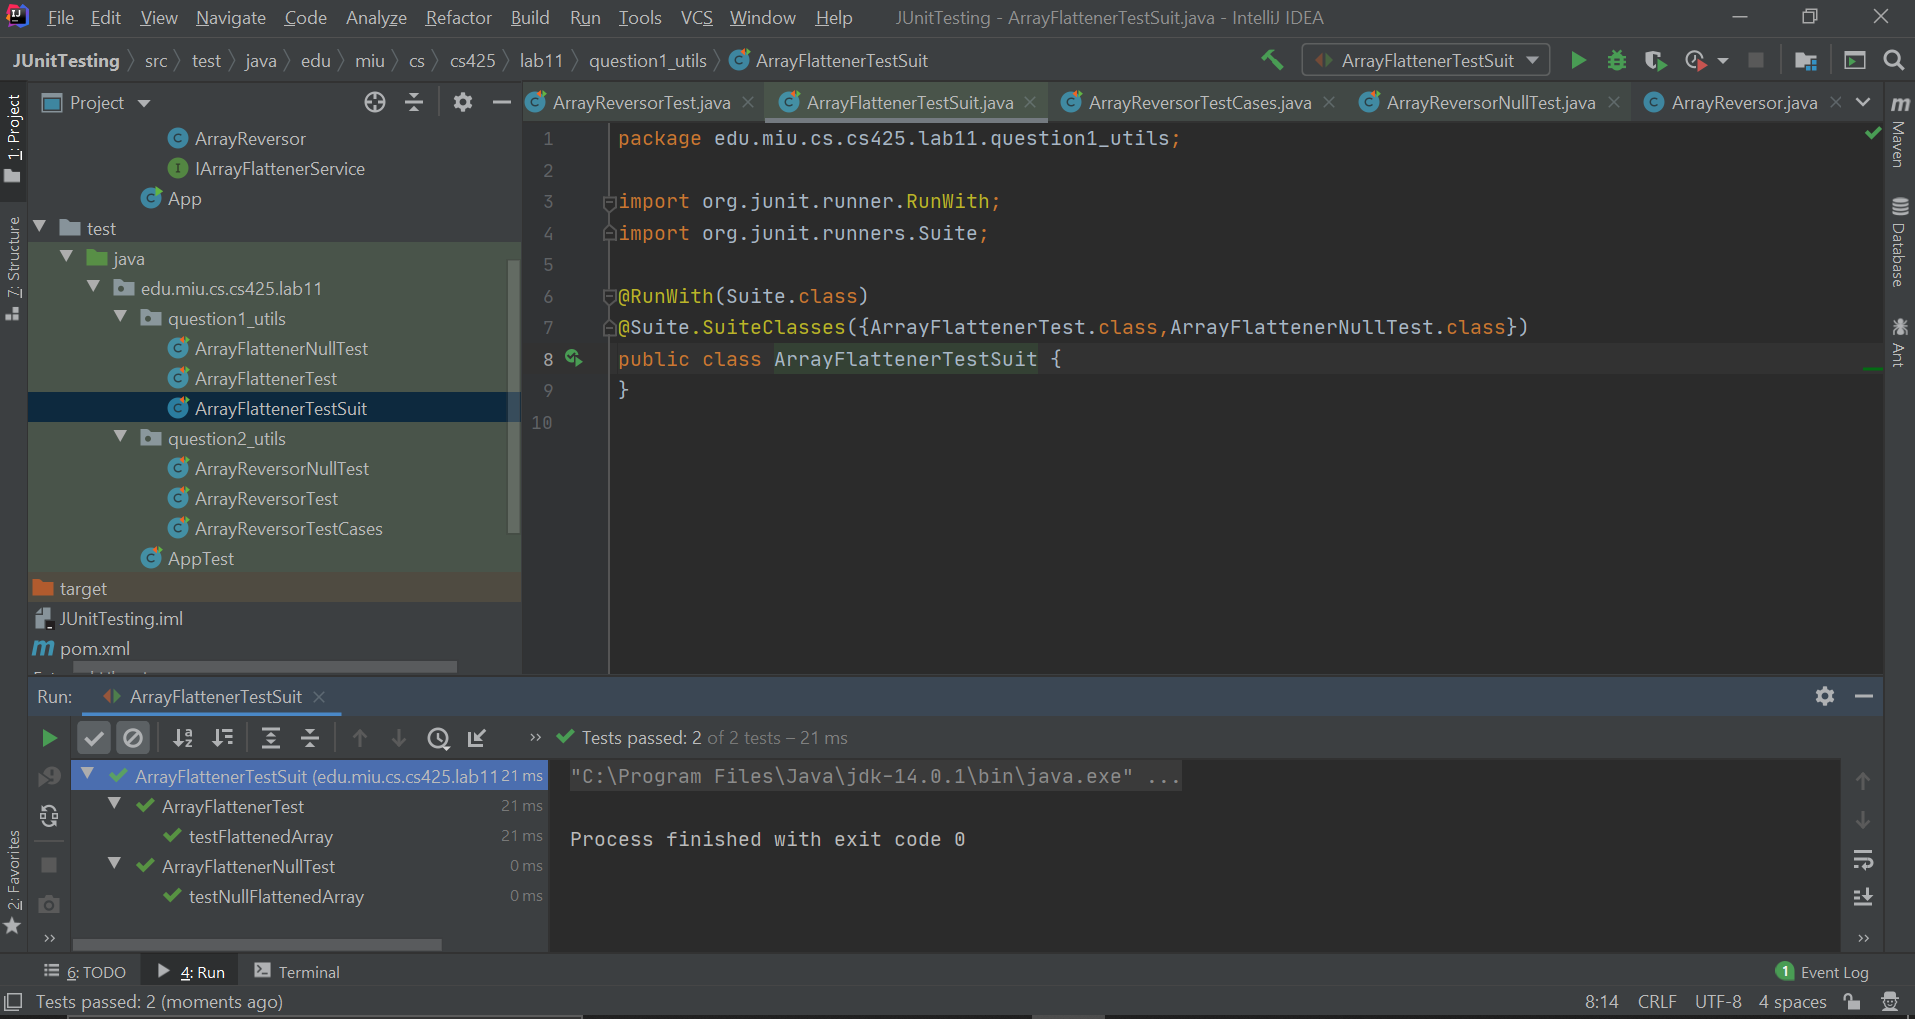 File Edit View Navigate Code Analyze Refactor Build Run Tools VCS Window Help JUnitTesting - ArrayFlattenerTestSuit.java - IntelliJ IDEA
JUnitTesting src test java edu miu cs cs425 lab11 question1_utils ArrayFlattenerTestSuit ArrayFlattenerTestSuit
Project
ArrayReversorTest.java ArrayFlattenerTestSuit.java ArrayReversorTestCases.java ArrayReversorNullTest.java ArrayReversor.java
1: Project
7: Structure
2: Favorites
ArrayReversor
IArrayFlattenerService
App
test
java
edu.miu.cs.cs425.lab11
question1_utils
ArrayFlattenerNullTest
ArrayFlattenerTest
ArrayFlattenerTestSuit
question2_utils
ArrayReversorNullTest
ArrayReversorTest
ArrayReversorTestCases
AppTest
target
JUnitTesting.iml
pom.xml
1 package edu.miu.cs.cs425.lab11.question1_utils;
2
3 import org.junit.runner.RunWith;
4 import org.junit.runners.Suite;
5
6 @RunWith(Suite.class)
7 @Suite.SuiteClasses({ArrayFlattenerTest.class,ArrayFlattenerNullTest.class})
8 public class ArrayFlattenerTestSuit {
9 }
10
Maven
Database
Ant
Run: ArrayFlattenerTestSuit
Tests passed: 2 of 2 tests – 21 ms
ArrayFlattenerTestSuit (edu.miu.cs.cs425.lab11 21 ms
ArrayFlattenerTest 21 ms
testFlattenedArray 21 ms
ArrayFlattenerNullTest 0 ms
testNullFlattenedArray 0 ms
"C:\Program Files\Java\jdk-14.0.1\bin\java.exe" ...
Process finished with exit code 0
6: TODO 4: Run Terminal 1 Event Log
Tests passed: 2 (moments ago) 8:14 CRLF UTF-8 4 spaces